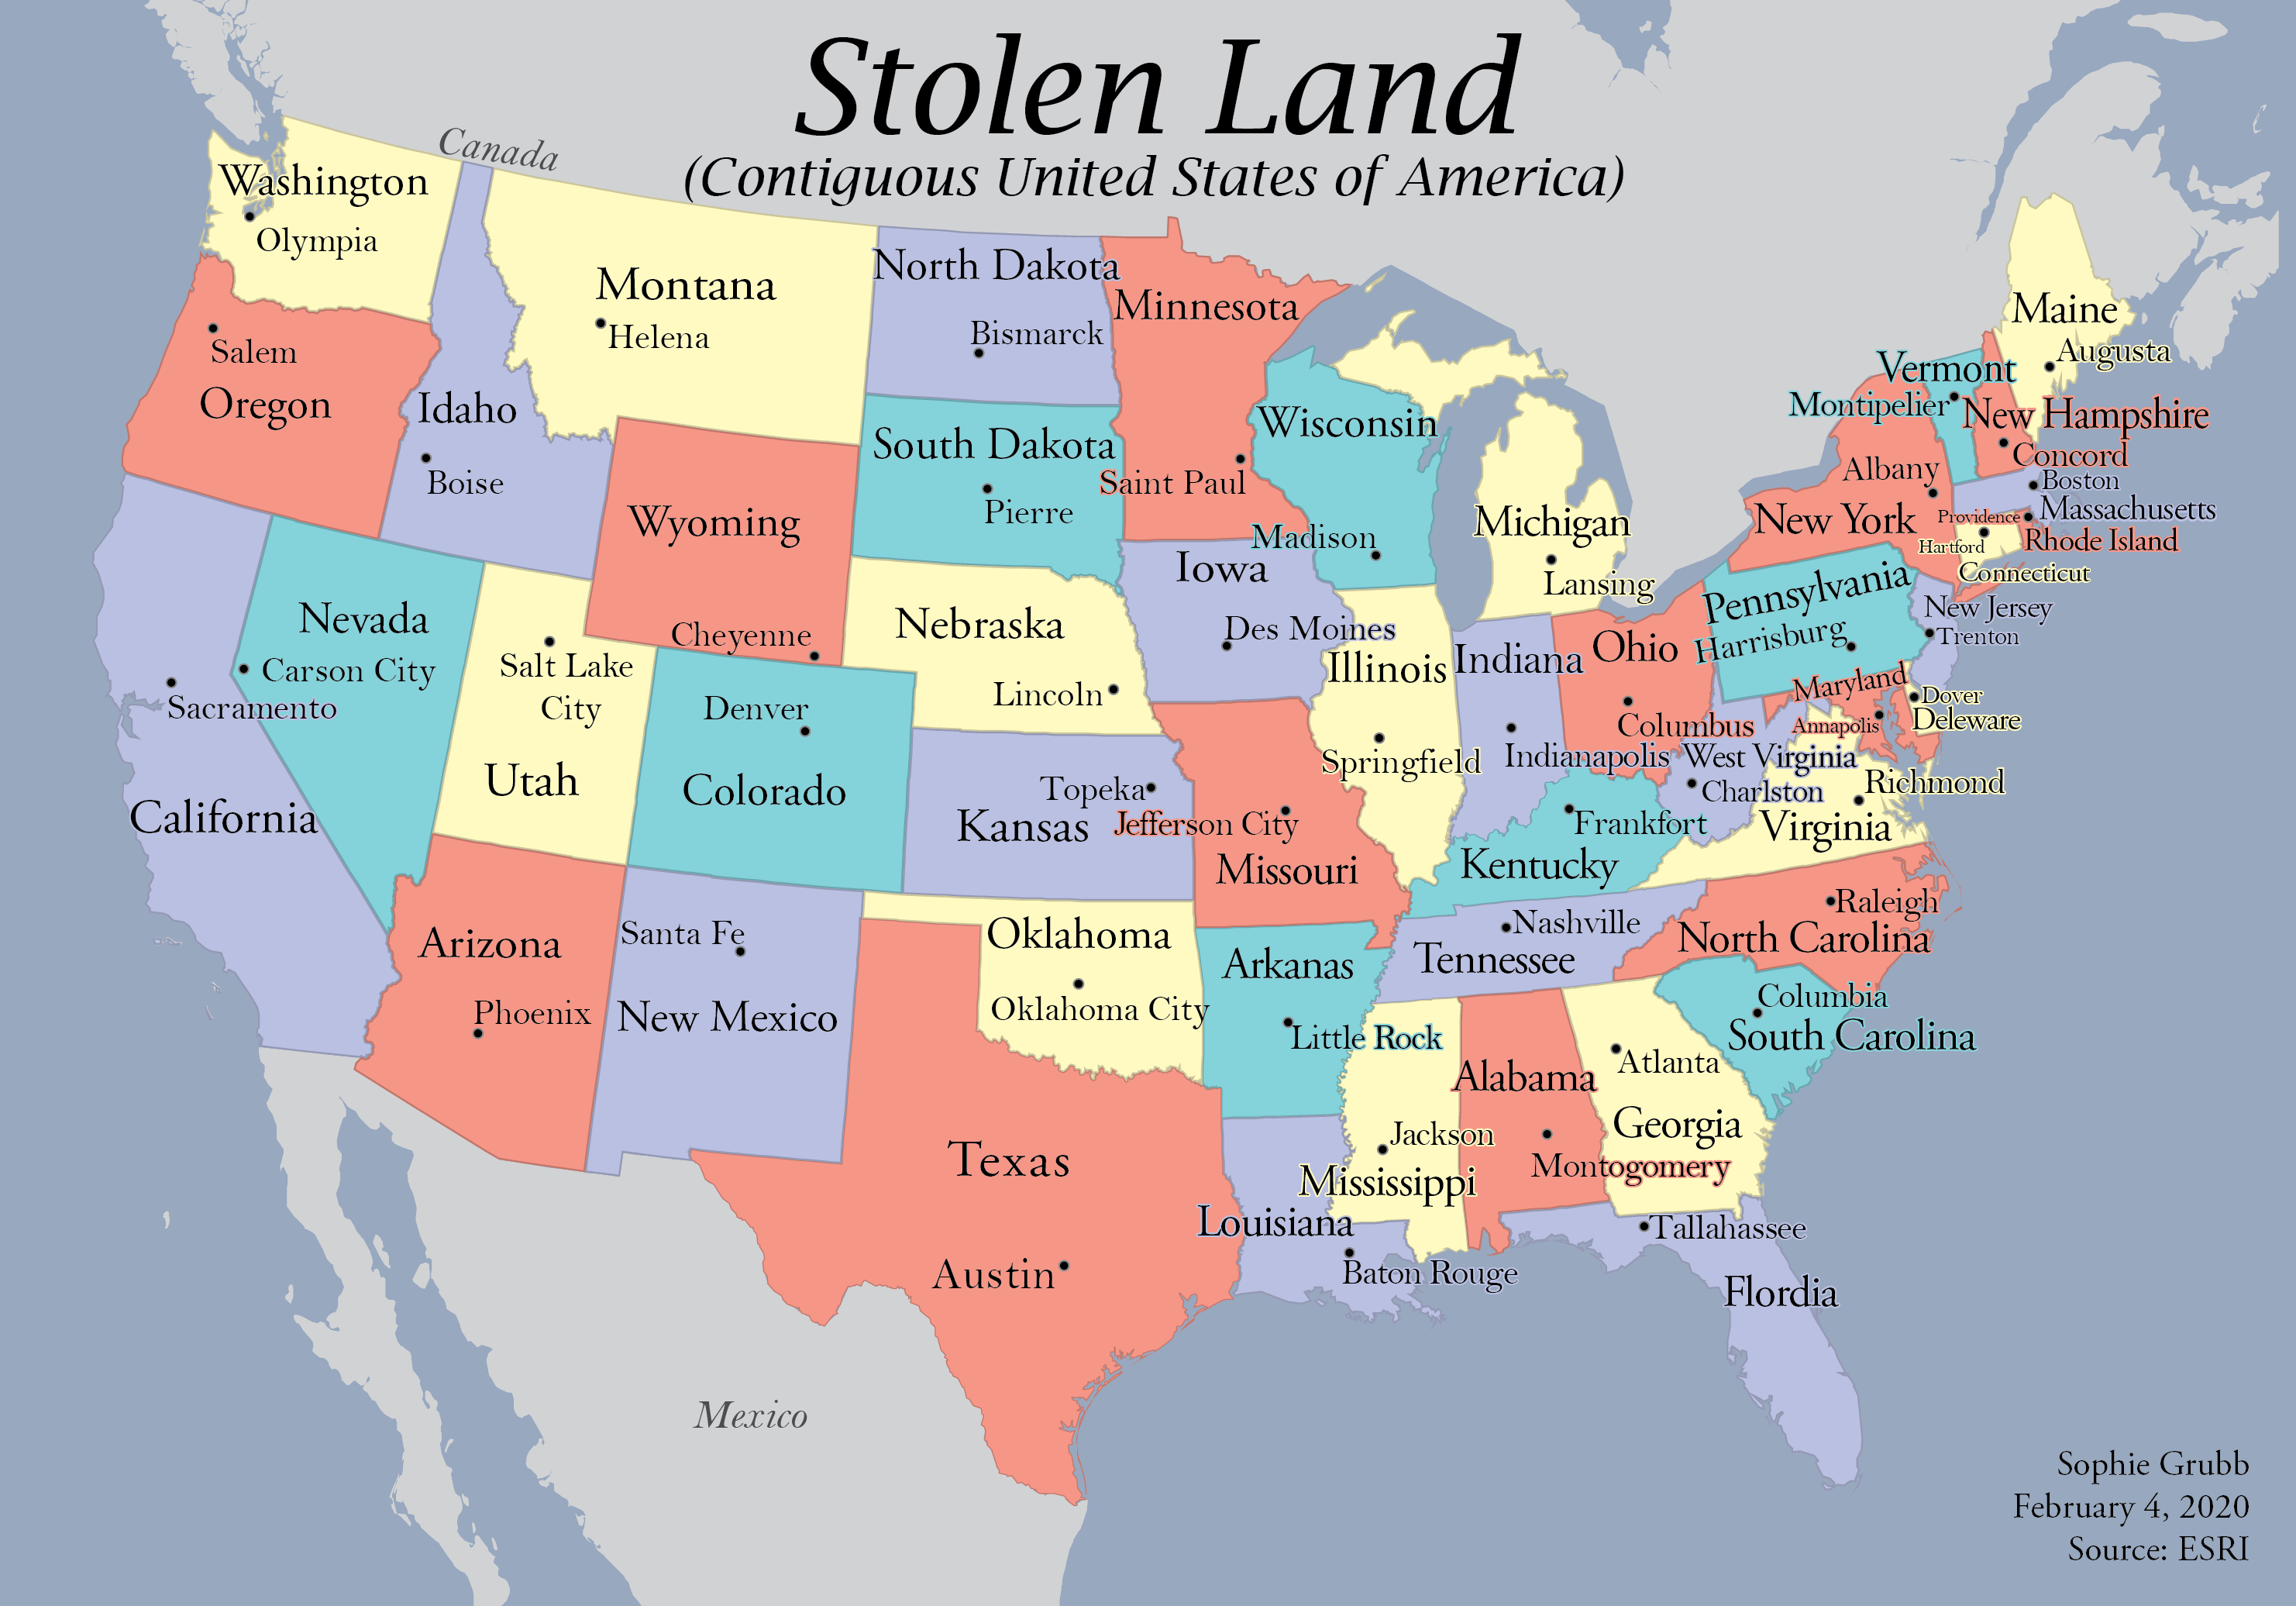 Stolen Land
(Contiguous United States of America)
Canada
Washington
Olympia
Montana
Helena
North Dakota
Bismarck
Minnesota
Saint Paul
Salem
Oregon
Idaho
Boise
Wyoming
Cheyenne
South Dakota
Pierre
Wisconsin
Madison
Michigan
Lansing
Maine
Augusta
Vermont
Montipelier
New Hampshire
Concord
Albany
New York
Boston
Massachusetts
Providence
Rhode Island
Hartford
Connecticut
Pennsylvania
Harrisburg
New Jersey
Trenton
Nevada
Carson City
Sacramento
California
Salt Lake
City
Utah
Denver
Colorado
Nebraska
Lincoln
Iowa
Des Moines
Illinois
Springfield
Indiana
Indianapolis
Ohio
Columbus
Maryland
Annapolis
Dover
Deleware
West Virginia
Charlston
Richmond
Virginia
Topeka
Kansas
Jefferson City
Missouri
Frankfort
Kentucky
Arizona
Phoenix
Santa Fe
New Mexico
Oklahoma
Oklahoma City
Arkanas
Little Rock
Nashville
Tennessee
Raleigh
North Carolina
Columbia
South Carolina
Texas
Austin
Louisiana
Baton Rouge
Jackson
Mississippi
Alabama
Montogomery
Atlanta
Georgia
Tallahassee
Flordia
Mexico
Sophie Grubb
February 4, 2020
Source: ESRI